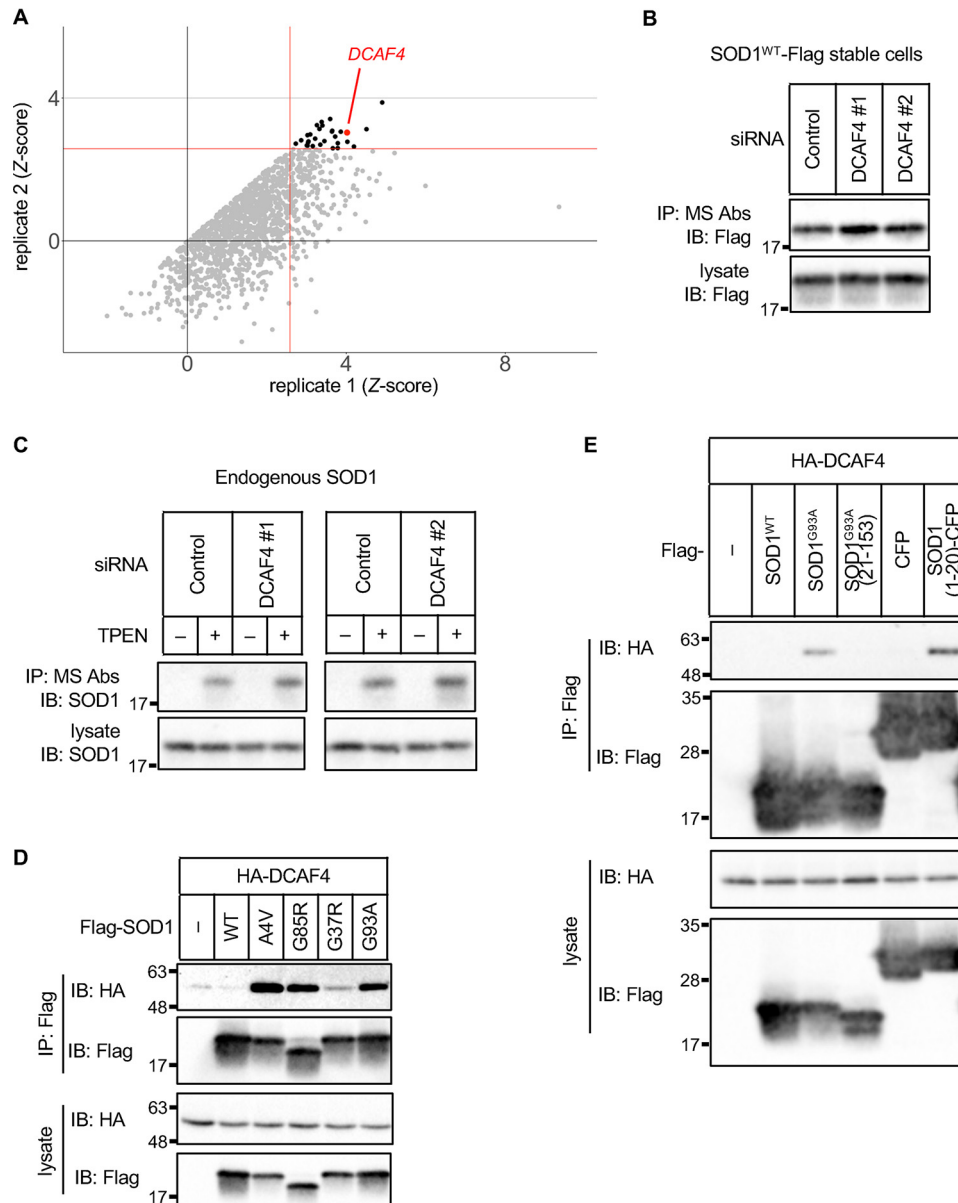 A
DCAF4
4
0
replicate 2 (Z-score)
0
4
8
replicate 1 (Z-score)
B
SOD1WT-Flag stable cells
siRNA
Control
DCAF4 #1
DCAF4 #2
IP: MS Abs
IB: Flag
17
lysate
IB: Flag
17
C
Endogenous SOD1
siRNA
Control
DCAF4 #1
Control
DCAF4 #2
TPEN
– + – + – + – +
IP: MS Abs
IB: SOD1
17
lysate
IB: SOD1
17
D
HA-DCAF4
Flag-SOD1
–
WT
A4V
G85R
G37R
G93A
IP: Flag
63
IB: HA
48
IB: Flag
17
lysate
63
IB: HA
48
IB: Flag
17
E
HA-DCAF4
Flag-
–
SOD1WT
SOD1G93A
SOD1G93A
(21-153)
CFP
SOD1
(1-20)-CFP
IP: Flag
63
IB: HA
48
35
28
IB: Flag
17
lysate
IB: HA
35
28
IB: Flag
17